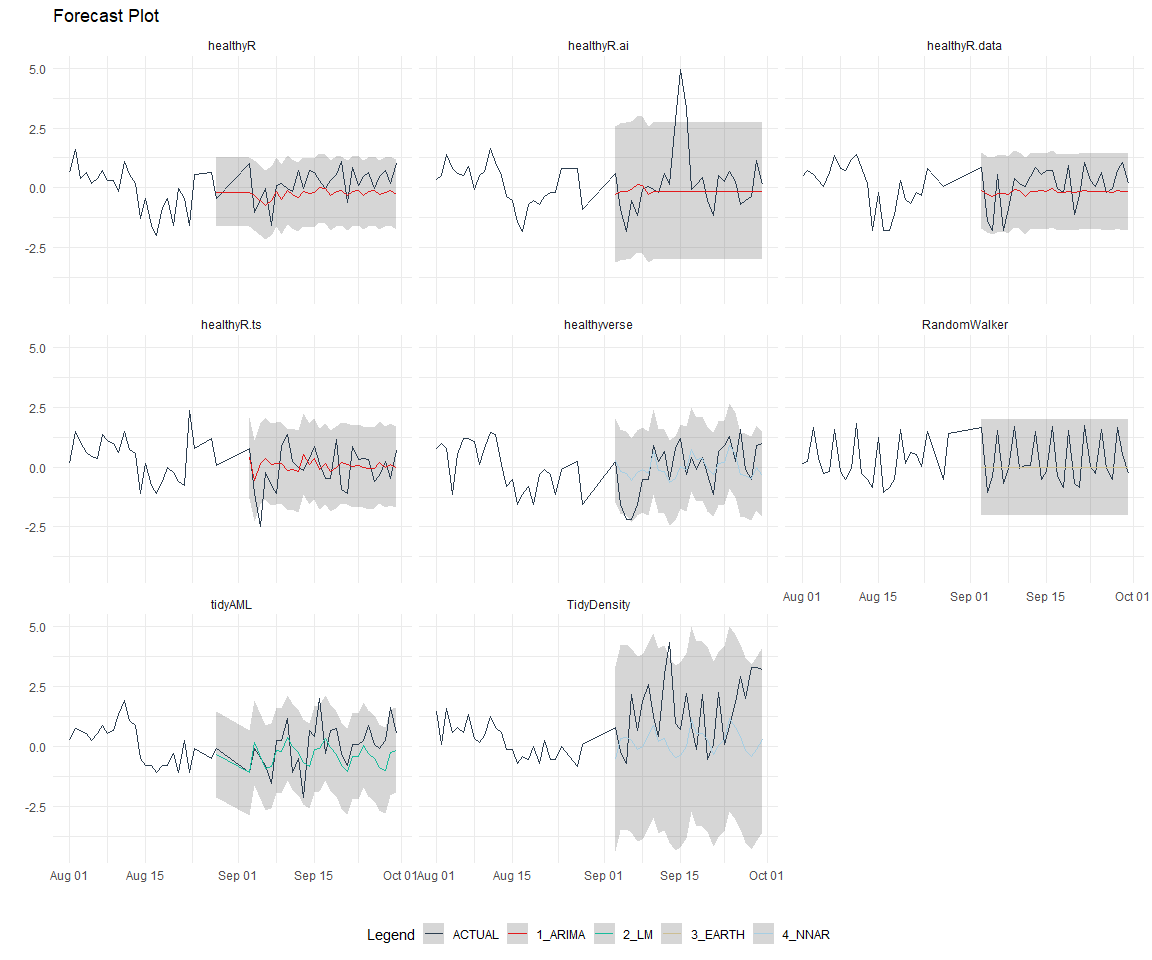 Forecast Plot
healthyR healthyR.ai healthyR.data
5.0
2.5
0.0
-2.5
healthyR.ts healthyverse RandomWalker
5.0
2.5
0.0
-2.5
Aug 01 Aug 15 Sep 01 Sep 15 Oct 01
tidyAML TidyDensity
5.0
2.5
0.0
-2.5
Aug 01 Aug 15 Sep 01 Sep 15 Oct 01 Aug 01 Aug 15 Sep 01 Sep 15 Oct 01
Legend ACTUAL 1_ARIMA 2_LM 3_EARTH 4_NNAR